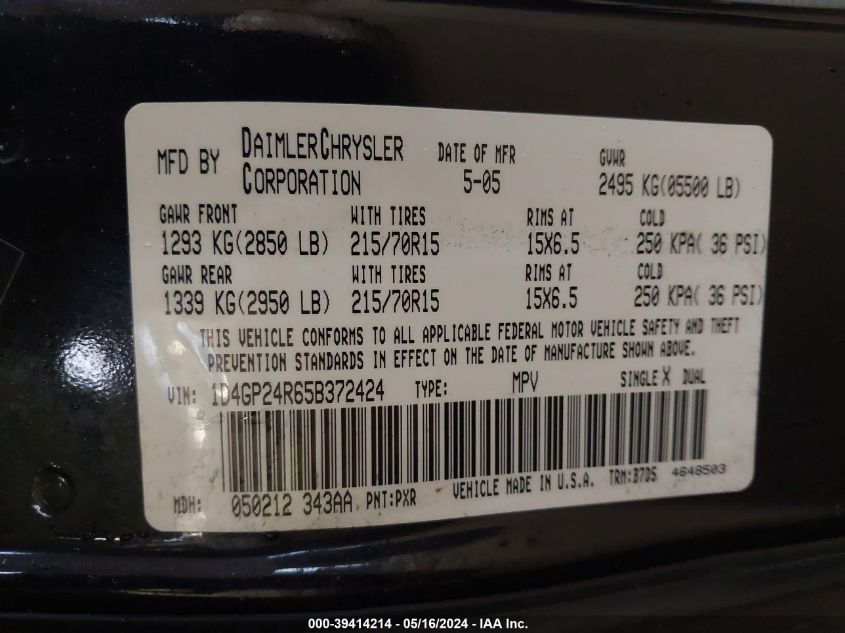 MFD BY DAIMLERCHRYSLER CORPORATION DATE OF MFR 5-05 GVWR 2495 KG(05500 LB)
GAWR FRONT WITH TIRES RIMS AT COLD
1293 KG(2850 LB) 215/70R15 15X6.5 250 KPA( 36 PSI)
GAWR REAR WITH TIRES RIMS AT COLD
1339 KG(2950 LB) 215/70R15 15X6.5 250 KPA( 36 PSI)
THIS VEHICLE CONFORMS TO ALL APPLICABLE FEDERAL MOTOR VEHICLE SAFETY AND THEFT
PREVENTION STANDARDS IN EFFECT ON THE DATE OF MANUFACTURE SHOWN ABOVE.
VIN: 1D4GP24R65B372424 TYPE: MPV SINGLE X DUAL
MDH: 050212 343AA PNT:PXR VEHICLE MADE IN U.S.A. TRM:B7D5 4648503
000-39414214 - 05/16/2024 - IAA Inc.